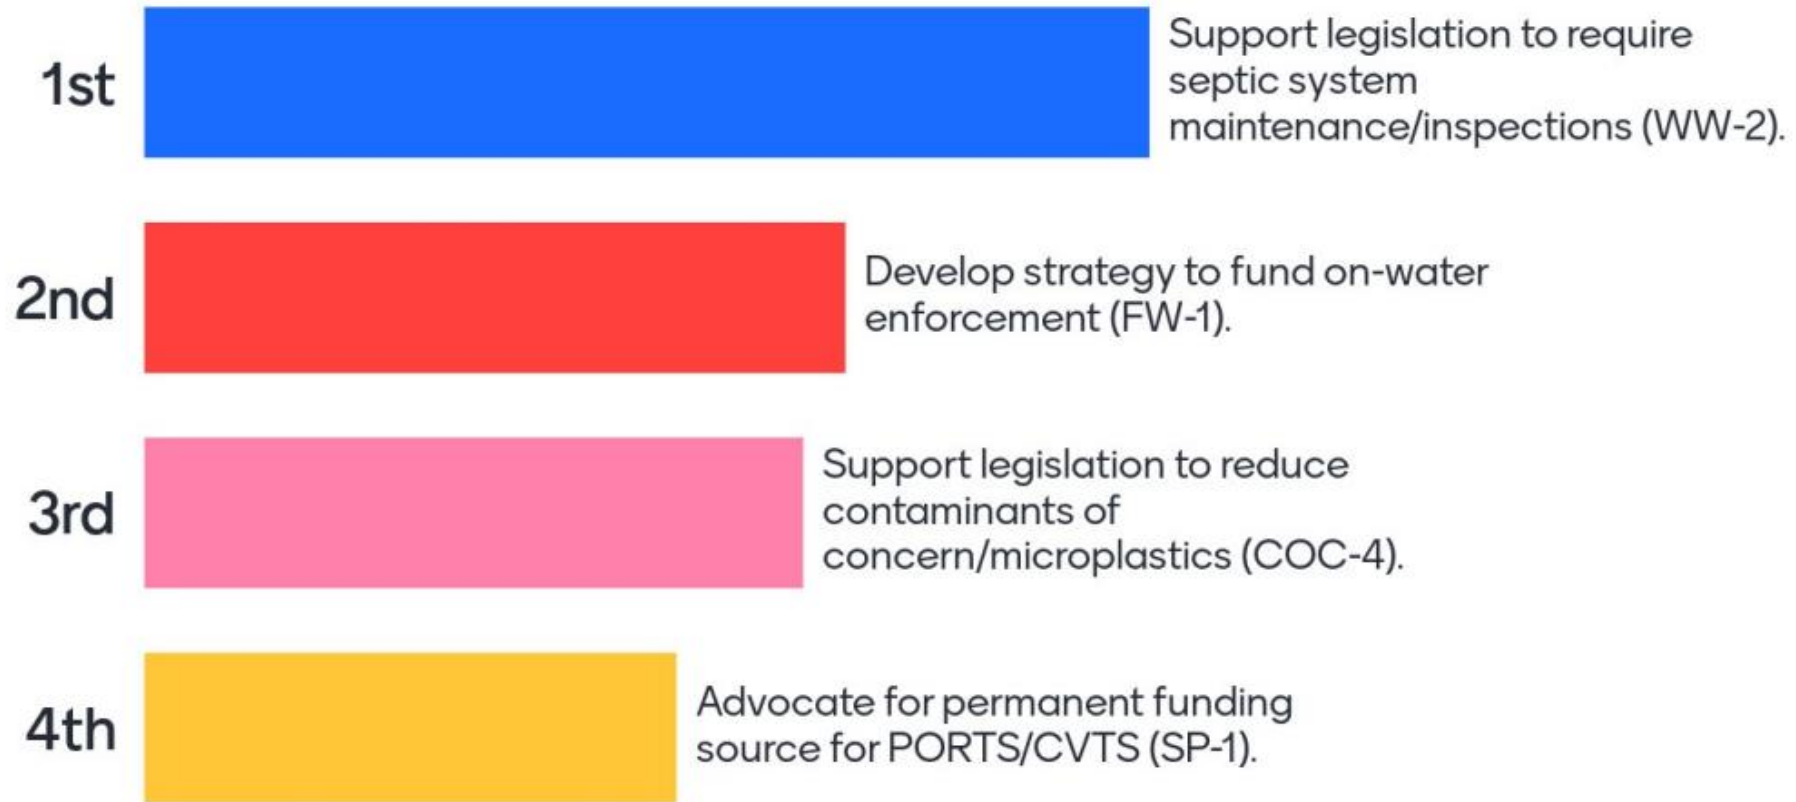 1st
Support legislation to require
septic system
maintenance/inspections (WW-2).
2nd
Develop strategy to fund on-water
enforcement (FW-1).
3rd
Support legislation to reduce
contaminants of
concern/microplastics (COC-4).
4th
Advocate for permanent funding
source for PORTS/CVTS (SP-1).